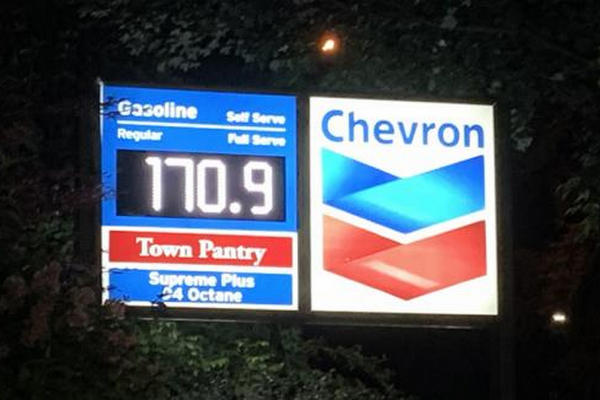 Gasoline Self Serve
Regular Full Serve
170.9
Town Pantry
Supreme Plus
94 Octane
Chevron